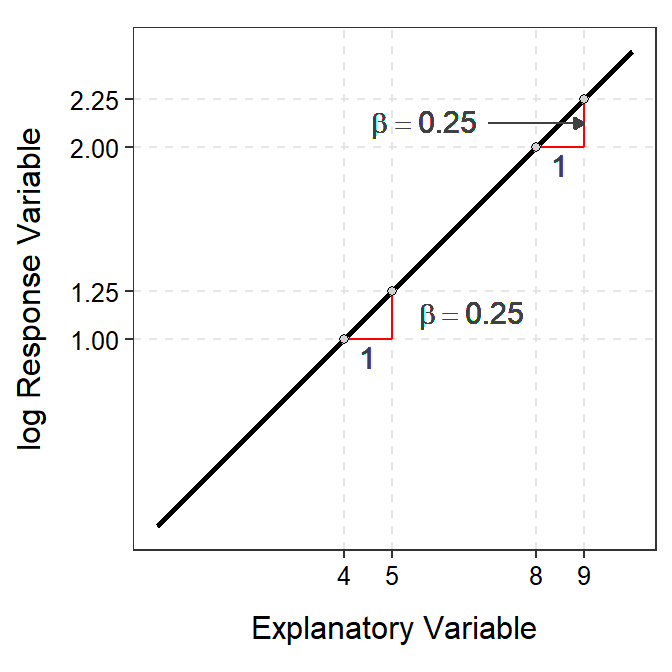 log Response Variable
2.25
2.00
1.25
1.00
β = 0.25
1
β = 0.25
1
4 5 8 9
Explanatory Variable